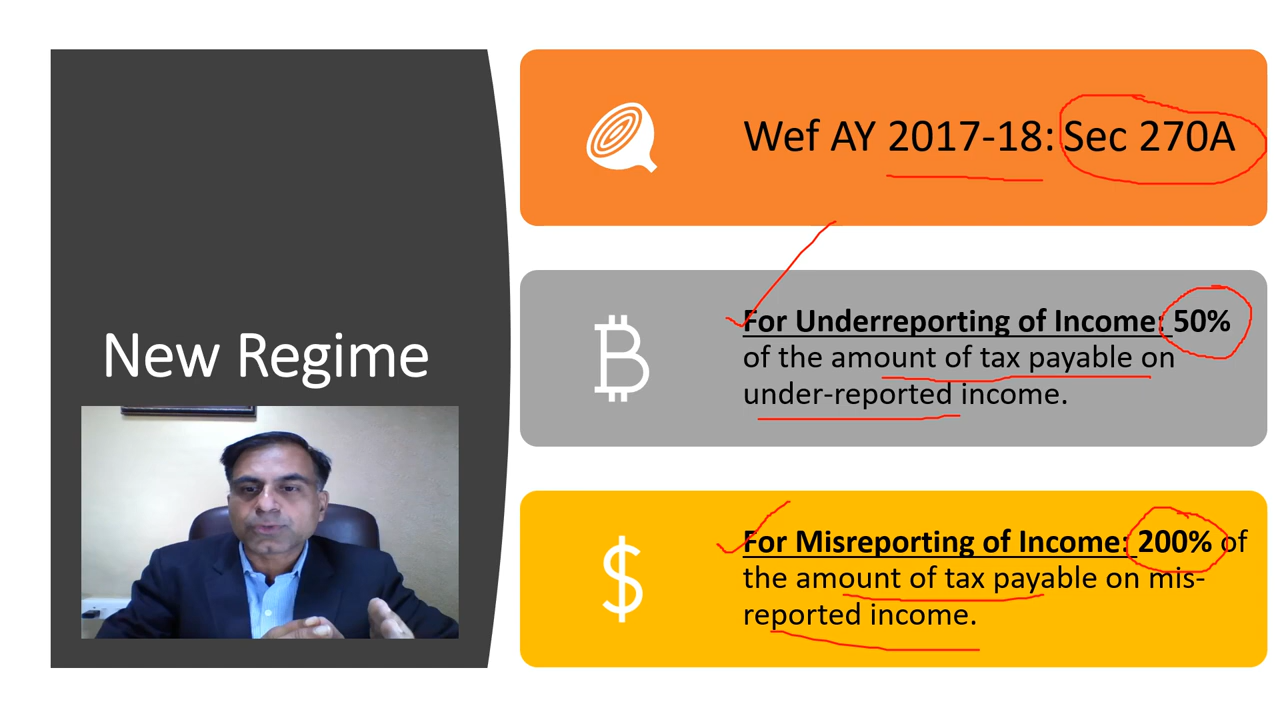 New Regime
Wef AY 2017-18: Sec 270A
For Underreporting of Income: 50%
of the amount of tax payable on
under-reported income.
For Misreporting of Income: 200% of
the amount of tax payable on mis-
reported income.